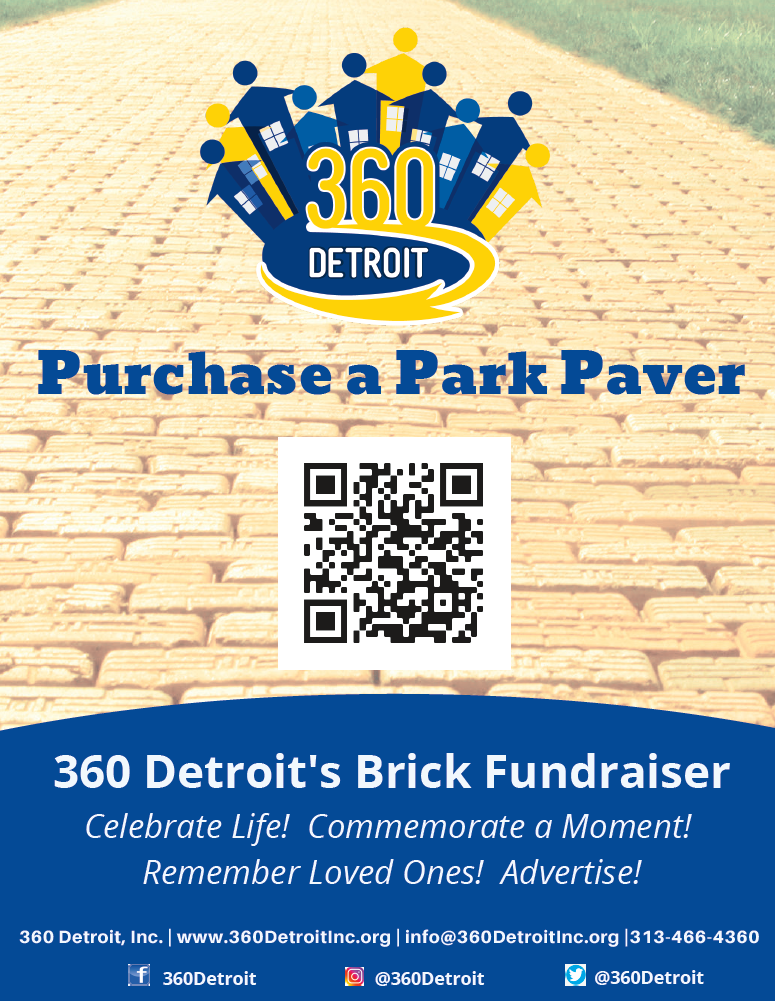 360
DETROIT
Purchase a Park Paver
360 Detroit's Brick Fundraiser
Celebrate Life!  Commemorate a Moment!
Remember Loved Ones!  Advertise!
360 Detroit, Inc. | www.360DetroitInc.org | info@360DetroitInc.org |313-466-4360
360Detroit @360Detroit @360Detroit